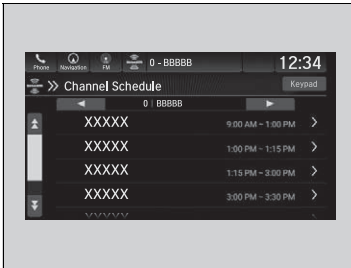 Phone Navigation FM 0 - BBBBB 12:34
Channel Schedule Keypad
0 BBBBB
XXXXX 9:00 AM – 1:00 PM
XXXXX 1:00 PM – 1:15 PM
XXXXX 1:15 PM – 3:00 PM
XXXXX 3:00 PM – 3:30 PM